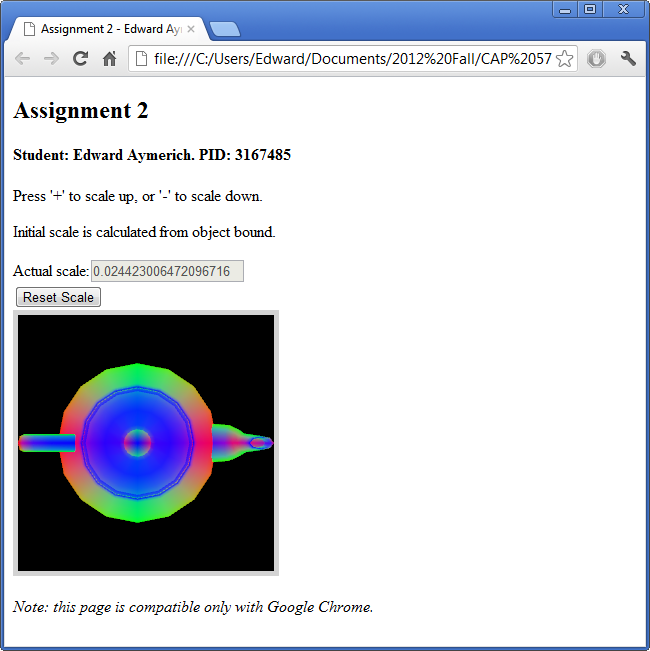 Assignment 2 - Edward Ay
file:///C:/Users/Edward/Documents/2012%20Fall/CAP%2057
Assignment 2
Student: Edward Aymerich. PID: 3167485
Press '+' to scale up, or '-' to scale down.
Initial scale is calculated from object bound.
Actual scale: 0.024423006472096716
Reset Scale
Note: this page is compatible only with Google Chrome.